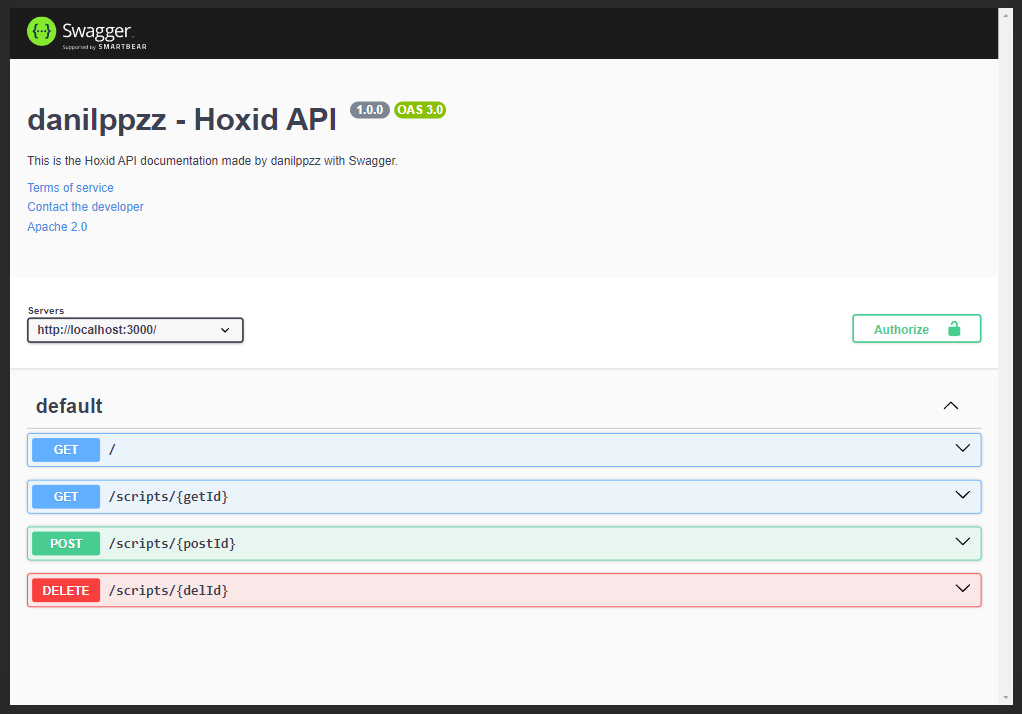 Swagger
Supported by SMARTBEAR
danilppzz - Hoxid API 1.0.0 OAS 3.0
This is the Hoxid API documentation made by danilppzz with Swagger.
Terms of service
Contact the developer
Apache 2.0
Servers
http://localhost:3000/
Authorize
default
GET /
GET /scripts/{getId}
POST /scripts/{postId}
DELETE /scripts/{delId}